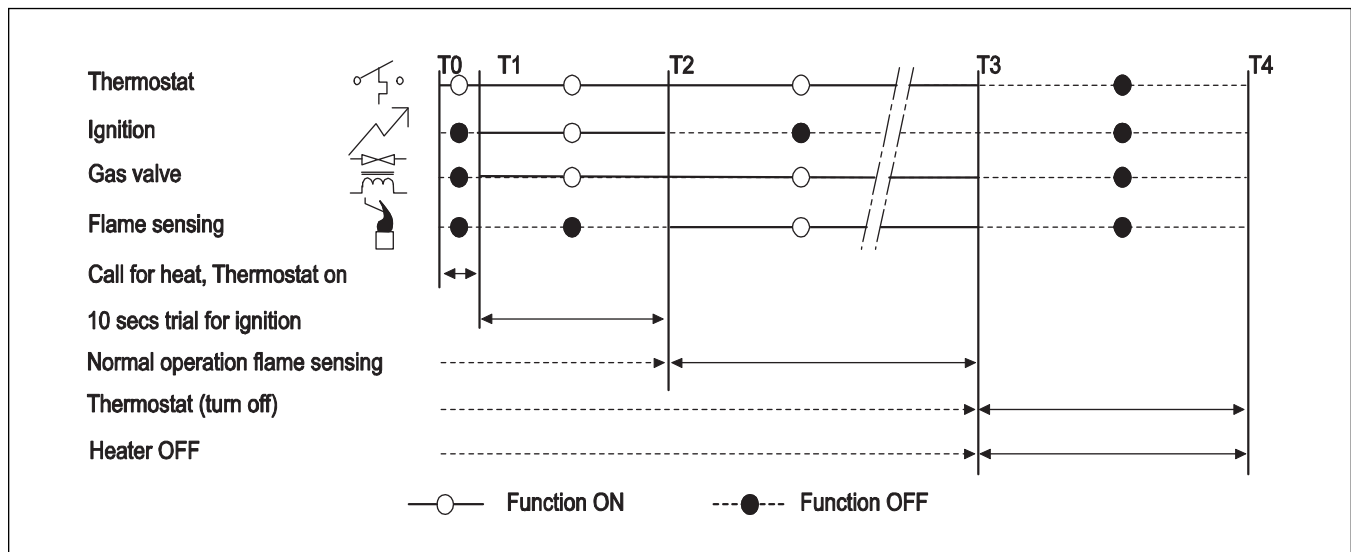 T0 T1 T2 T3 T4
Thermostat
Ignition
Gas valve
Flame sensing
Call for heat, Thermostat on
10 secs trial for ignition
Normal operation flame sensing
Thermostat (turn off)
Heater OFF
Function ON Function OFF